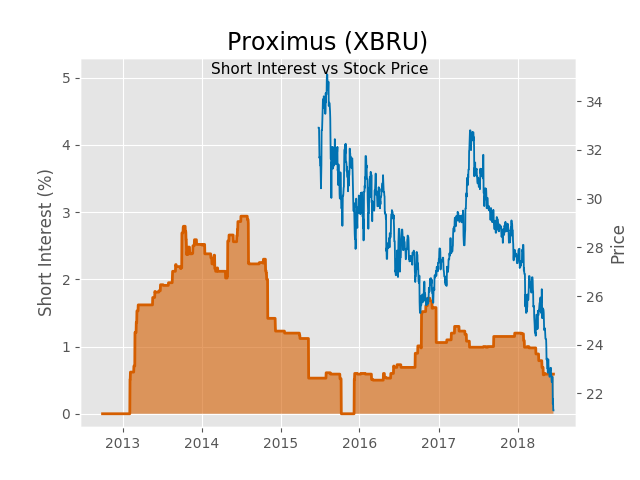 Proximus (XBRU)
Short Interest vs Stock Price
Short Interest (%)
5
4
3
2
1
0
34
32
30
28
26
24
22
Price
2013 2014 2015 2016 2017 2018